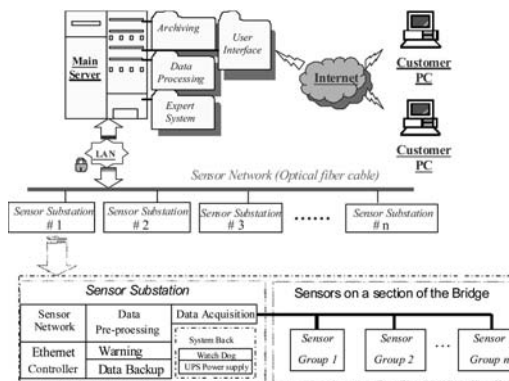 Archiving
User
Interface
Main
Server
Data
Processing
Expert
System
Internet
Customer
PC
Customer
PC
LAN
Sensor Network (Optical fiber cable)
Sensor Substation
# 1
Sensor Substation
# 2
Sensor Substation
# 3
......
Sensor Substation
# n
Sensor Substation
Sensor
Network
Data
Pre-processing
Data Acquisition
Ethernet
Controller
Warning
Data Backup
System Back
Watch Dog
UPS Power supply
Sensors on a section of the Bridge
Sensor
Group 1
Sensor
Group 2
...
Sensor
Group n